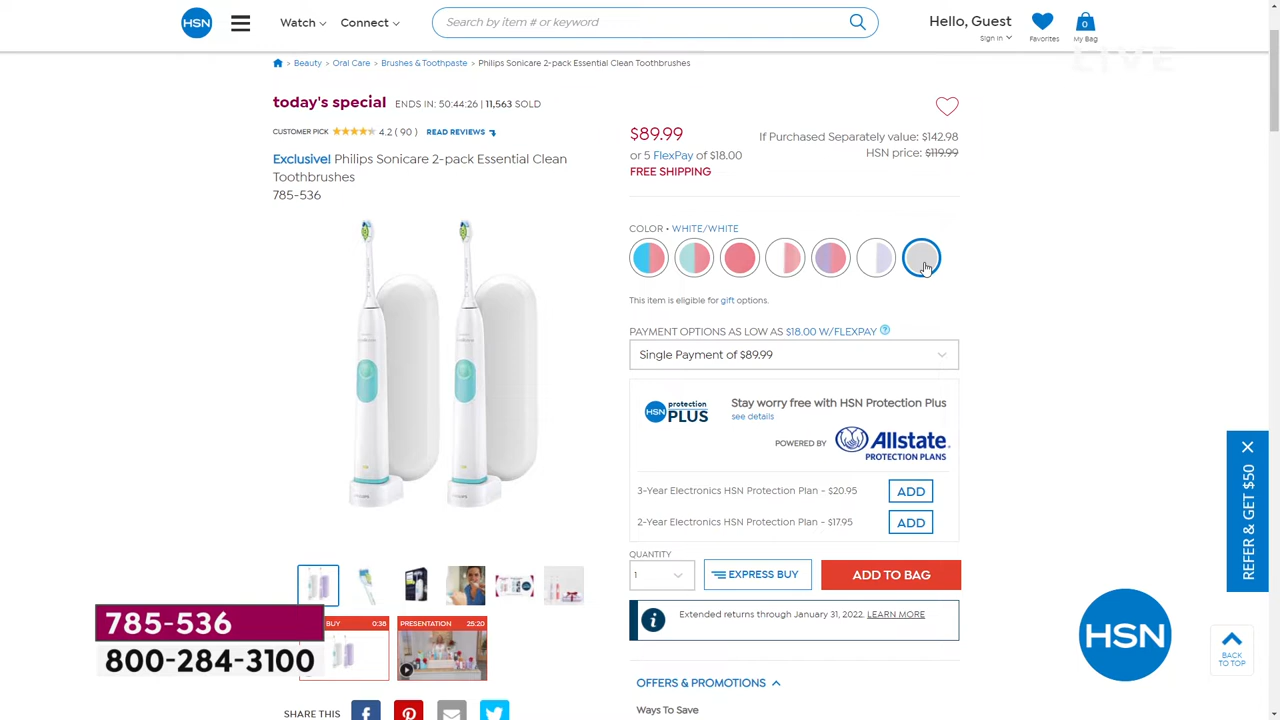 HSN
Watch
Connect
Search by item # or keyword
Hello, Guest
Sign In
Favorites
0
My Bag
LIVE
Beauty > Oral Care > Brushes & Toothpaste > Philips Sonicare 2-pack Essential Clean Toothbrushes
today's special ENDS IN: 50:44:26 | 11,563 SOLD
CUSTOMER PICK 4.2 ( 90 ) READ REVIEWS
Exclusive! Philips Sonicare 2-pack Essential Clean
Toothbrushes
785-536
$89.99
or 5 FlexPay of $18.00
FREE SHIPPING
If Purchased Separately value: $142.98
HSN price: $119.99
COLOR • WHITE/WHITE
This item is eligible for gift options.
PAYMENT OPTIONS AS LOW AS $18.00 W/FLEXPAY ?
Single Payment of $89.99
HSN protection PLUS
Stay worry free with HSN Protection Plus
see details
POWERED BY Allstate.
PROTECTION PLANS
3-Year Electronics HSN Protection Plan - $20.95 ADD
2-Year Electronics HSN Protection Plan - $17.95 ADD
QUANTITY
1
EXPRESS BUY
ADD TO BAG
i Extended returns through January 31, 2022. LEARN MORE
OFFERS & PROMOTIONS
Ways To Save
PHILIPS
PHILIPS
BUY 0:36
PRESENTATION 25:20
785-536
800-284-3100
SHARE THIS
REFER & GET $50
HSN
BACK
TO TOP